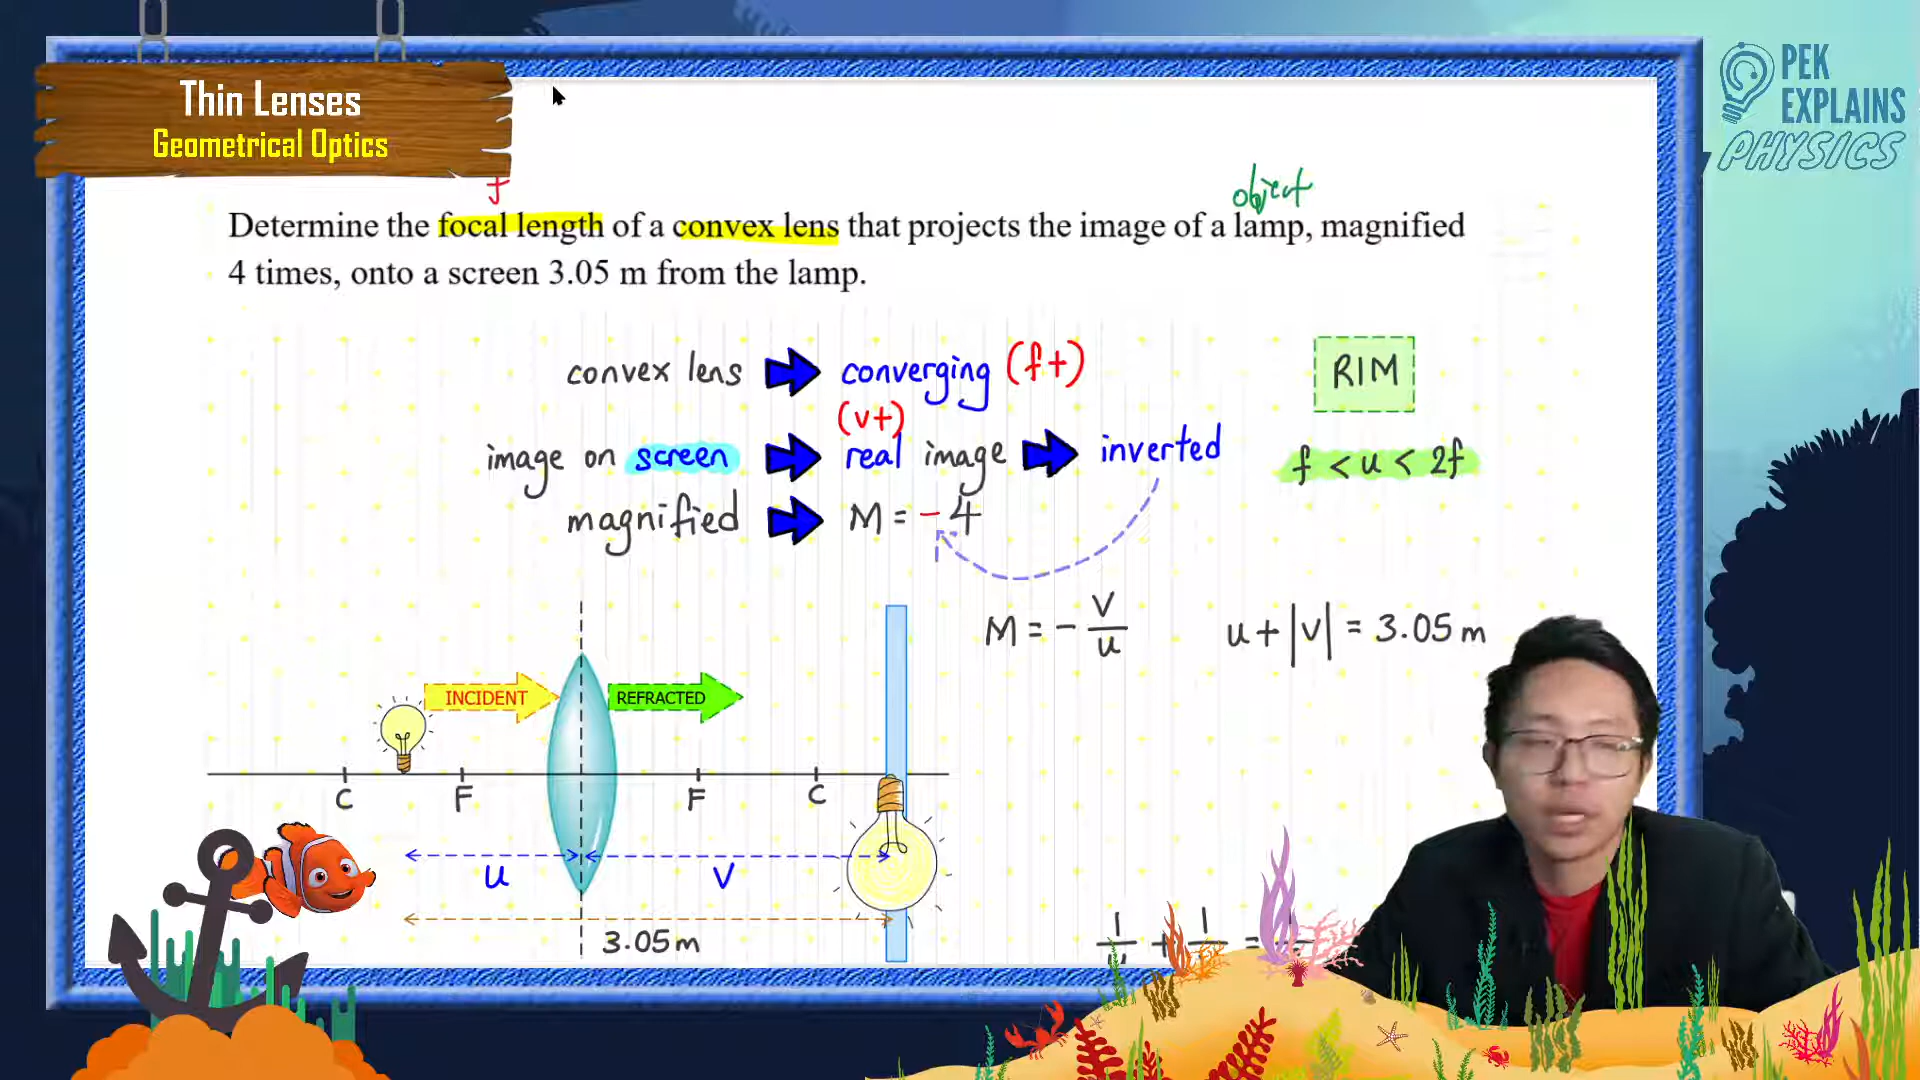 Thin Lenses
Geometrical Optics
PEK
EXPLAINS
PHYSICS
f
object
Determine the focal length of a convex lens that projects the image of a lamp, magnified
4 times, onto a screen 3.05 m from the lamp.
convex lens converging (f+)
RIM
(v+)
image on screen real image inverted
f < u < 2f
magnified M = - 4
M = - v/u
u + |v| = 3.05 m
INCIDENT
REFRACTED
C F F C
u v
3.05 m
1 + 1 =